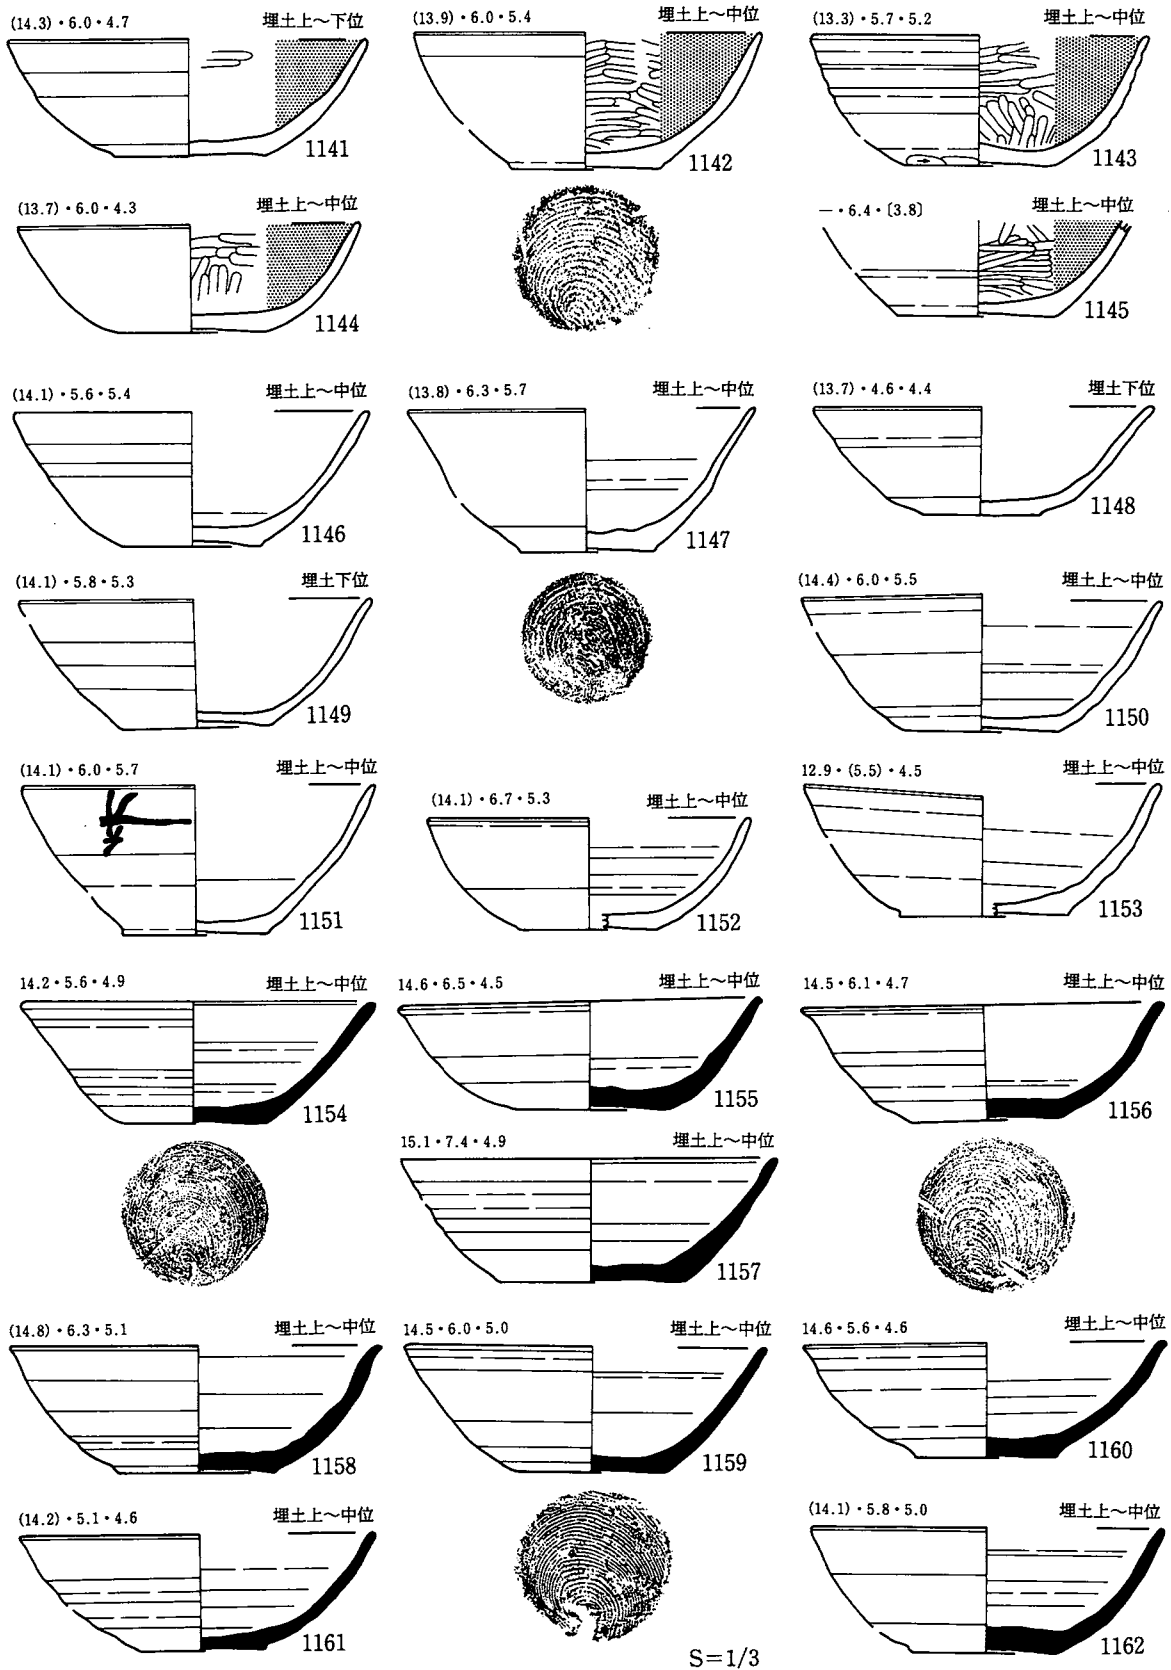 (14.3)・6.0・4.7 埋土上〜下位
1141
(13.9)・6.0・5.4 埋土上〜中位
1142
(13.3)・5.7・5.2 埋土上〜中位
1143
(13.7)・6.0・4.3 埋土上〜中位
1144
—・6.4・[3.8] 埋土上〜中位
1145
(14.1)・5.6・5.4 埋土上〜中位
1146
(13.8)・6.3・5.7 埋土上〜中位
1147
(13.7)・4.6・4.4 埋土下位
1148
(14.1)・5.8・5.3 埋土下位
1149
(14.4)・6.0・5.5 埋土上〜中位
1150
(14.1)・6.0・5.7 埋土上〜中位
1151
(14.1)・6.7・5.3 埋土上〜中位
1152
12.9・(5.5)・4.5 埋土上〜中位
1153
14.2・5.6・4.9 埋土上〜中位
1154
14.6・6.5・4.5 埋土上〜中位
1155
14.5・6.1・4.7 埋土上〜中位
1156
15.1・7.4・4.9 埋土上〜中位
1157
(14.8)・6.3・5.1 埋土上〜中位
1158
14.5・6.0・5.0 埋土上〜中位
1159
14.6・5.6・4.6 埋土上〜中位
1160
(14.2)・5.1・4.6 埋土上〜中位
1161
(14.1)・5.8・5.0 埋土上〜中位
1162
S=1/3